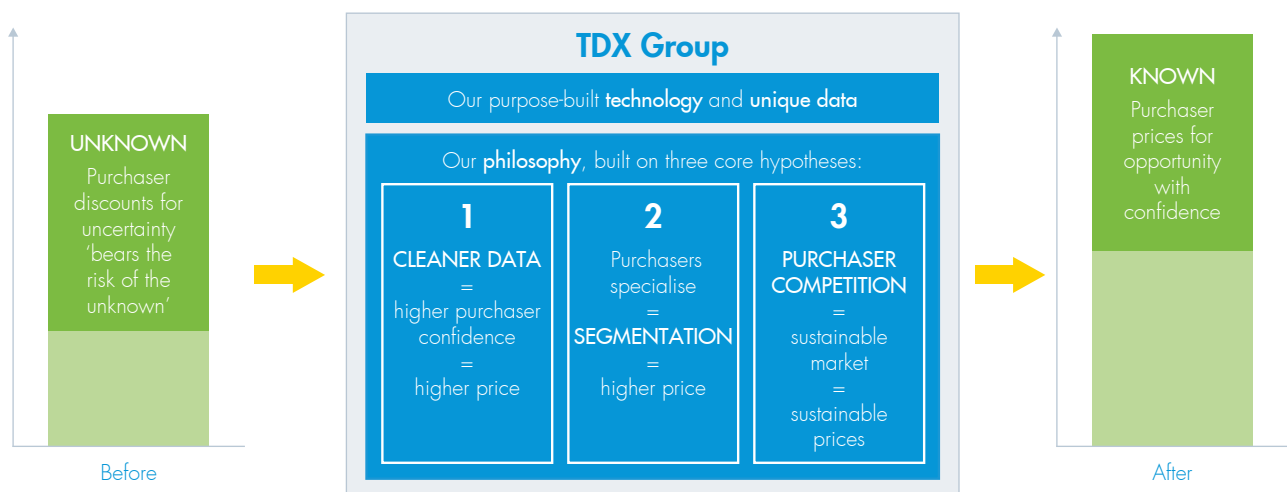 UNKNOWN
Purchaser
discounts for
uncertainty
‘bears the
risk of the
unknown’
Before
TDX Group
Our purpose-built technology and unique data
Our philosophy, built on three core hypotheses:
1
CLEANER DATA
=
higher purchaser
confidence
=
higher price
2
Purchasers
specialise
=
SEGMENTATION
=
higher price
3
PURCHASER
COMPETITION
=
sustainable
market
=
sustainable
prices
KNOWN
Purchaser
prices for
opportunity
with
confidence
After